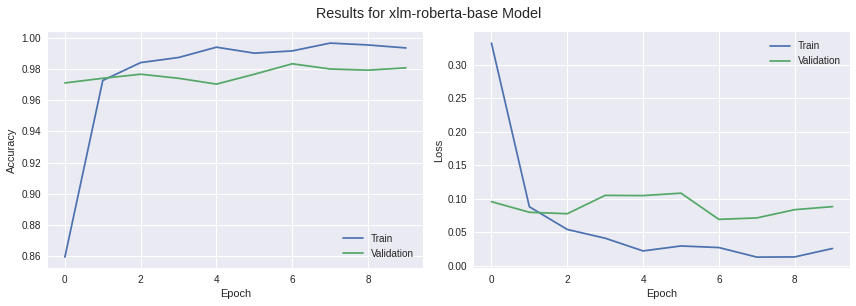 Results for xlm-roberta-base Model
1.00
0.98
0.96
0.94
0.92
0.90
0.88
0.86
Accuracy
Train
Validation
0 2 4 6 8
Epoch
0.30
0.25
0.20
0.15
0.10
0.05
0.00
Loss
Train
Validation
0 2 4 6 8
Epoch